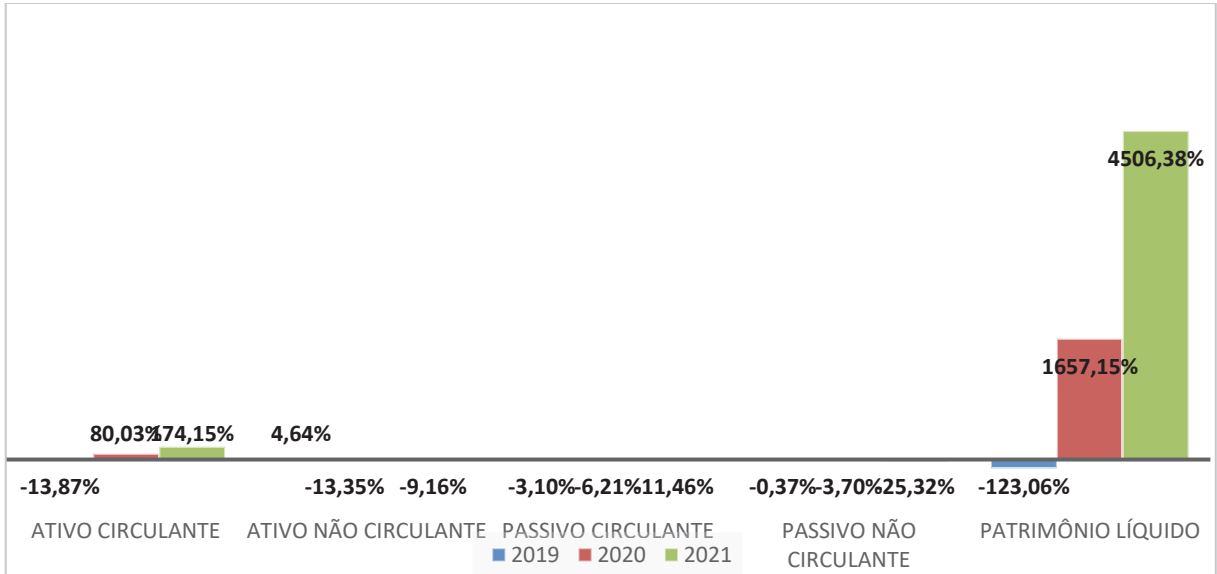 4506,38%
1657,15%
80,03% 174,15% 4,64%
-13,87% -13,35% -9,16% -3,10% -6,21% -11,46% -0,37% -3,70% -25,32% -123,06%
ATIVO CIRCULANTE ATIVO NÃO CIRCULANTE PASSIVO CIRCULANTE PASSIVO NÃO CIRCULANTE PATRIMÔNIO LÍQUIDO
2019 2020 2021